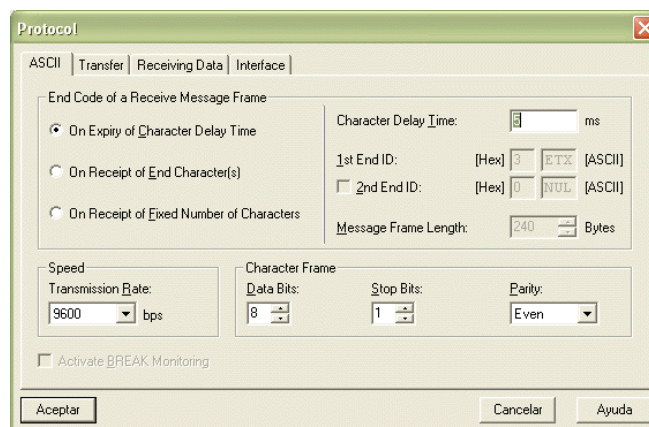 Protocol
ASCII Transfer Receiving Data Interface
End Code of a Receive Message Frame
On Expiry of Character Delay Time
On Receipt of End Character(s)
On Receipt of Fixed Number of Characters
Character Delay Time: ms
1st End ID: [Hex] 3 ETX [ASCII]
2nd End ID: [Hex] 0 NUL [ASCII]
Message Frame Length: 240 Bytes
Speed
Transmission Rate:
9600 bps
Character Frame
Data Bits: Stop Bits: Parity:
8 1 Even
Activate BREAK Monitoring
Aceptar Cancelar Ayuda